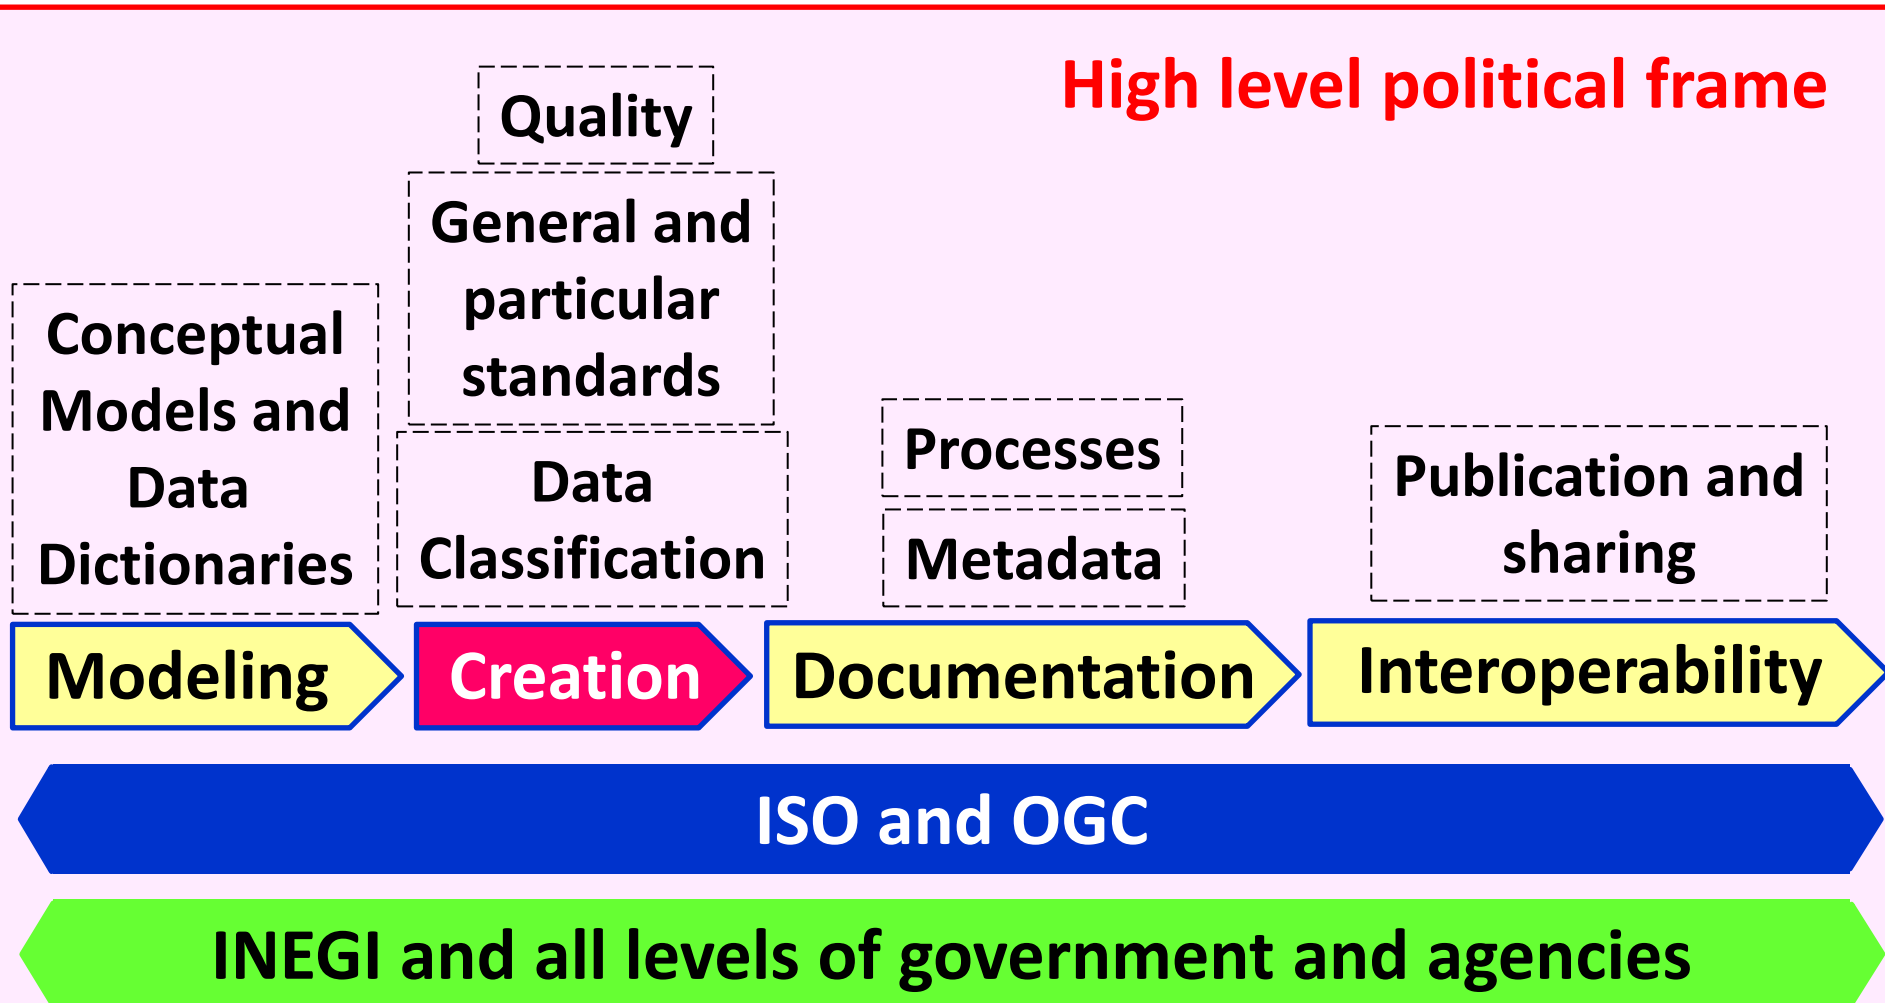 High level political frame
Quality
General and
particular
standards
Conceptual
Models and
Data
Dictionaries
Data
Classification
Processes
Metadata
Publication and
sharing
Modeling
Creation
Documentation
Interoperability
ISO and OGC
INEGI and all levels of government and agencies